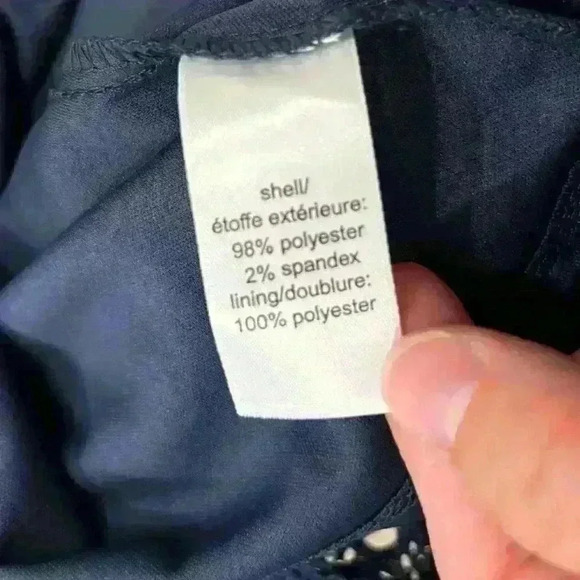 shell/
étoffe extérieure:
98% polyester
2% spandex
lining/doublure:
100% polyester